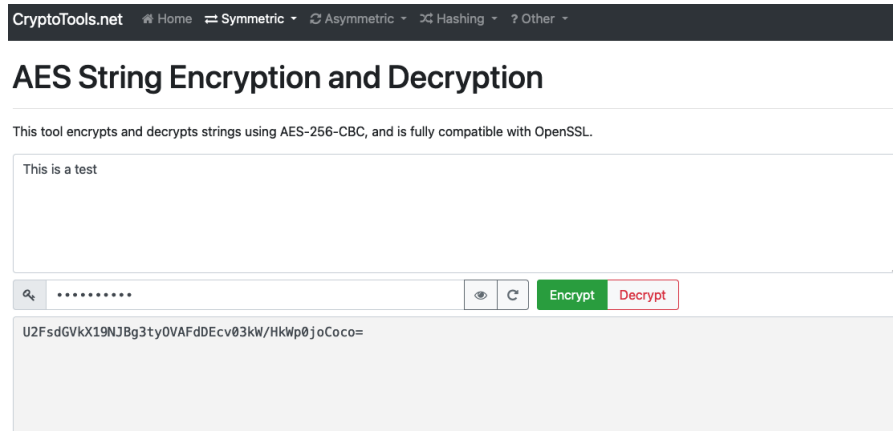 CryptoTools.net Home Symmetric Asymmetric Hashing ? Other
AES String Encryption and Decryption
This tool encrypts and decrypts strings using AES-256-CBC, and is fully compatible with OpenSSL.
This is a test
•••••••••• Encrypt Decrypt
U2FsdGVkX19NJBg3tyOVAFdDEcv03kW/HkWp0joCoco=